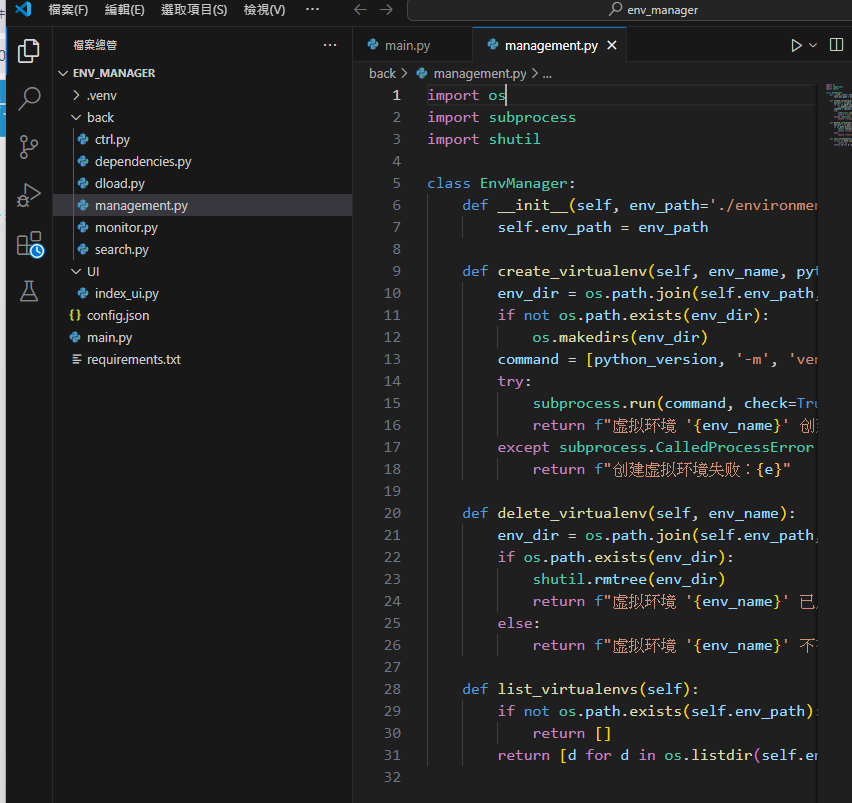 檔案(F) 編輯(E) 選取項目(S) 檢視(V) ··· ← → env_manager
檔案總管 ···
ENV_MANAGER
.venv
back
ctrl.py
dependencies.py
dload.py
management.py
monitor.py
search.py
UI
index_ui.py
{} config.json
main.py
requirements.txt
main.py management.py ×
back > management.py > ...
1 import os
2 import subprocess
3 import shutil
4
5 class EnvManager:
6 def __init__(self, env_path='./environmen
7 self.env_path = env_path
8
9 def create_virtualenv(self, env_name, pyt
10 env_dir = os.path.join(self.env_path,
11 if not os.path.exists(env_dir):
12 os.makedirs(env_dir)
13 command = [python_version, '-m', 'ven
14 try:
15 subprocess.run(command, check=Tru
16 return f"虚拟环境 '{env_name}' 创
17 except subprocess.CalledProcessError
18 return f"创建虚拟环境失败：{e}"
19
20 def delete_virtualenv(self, env_name):
21 env_dir = os.path.join(self.env_path,
22 if os.path.exists(env_dir):
23 shutil.rmtree(env_dir)
24 return f"虚拟环境 '{env_name}' 已
25 else:
26 return f"虚拟环境 '{env_name}' 不
27
28 def list_virtualenvs(self):
29 if not os.path.exists(self.env_path):
30 return []
31 return [d for d in os.listdir(self.en
32